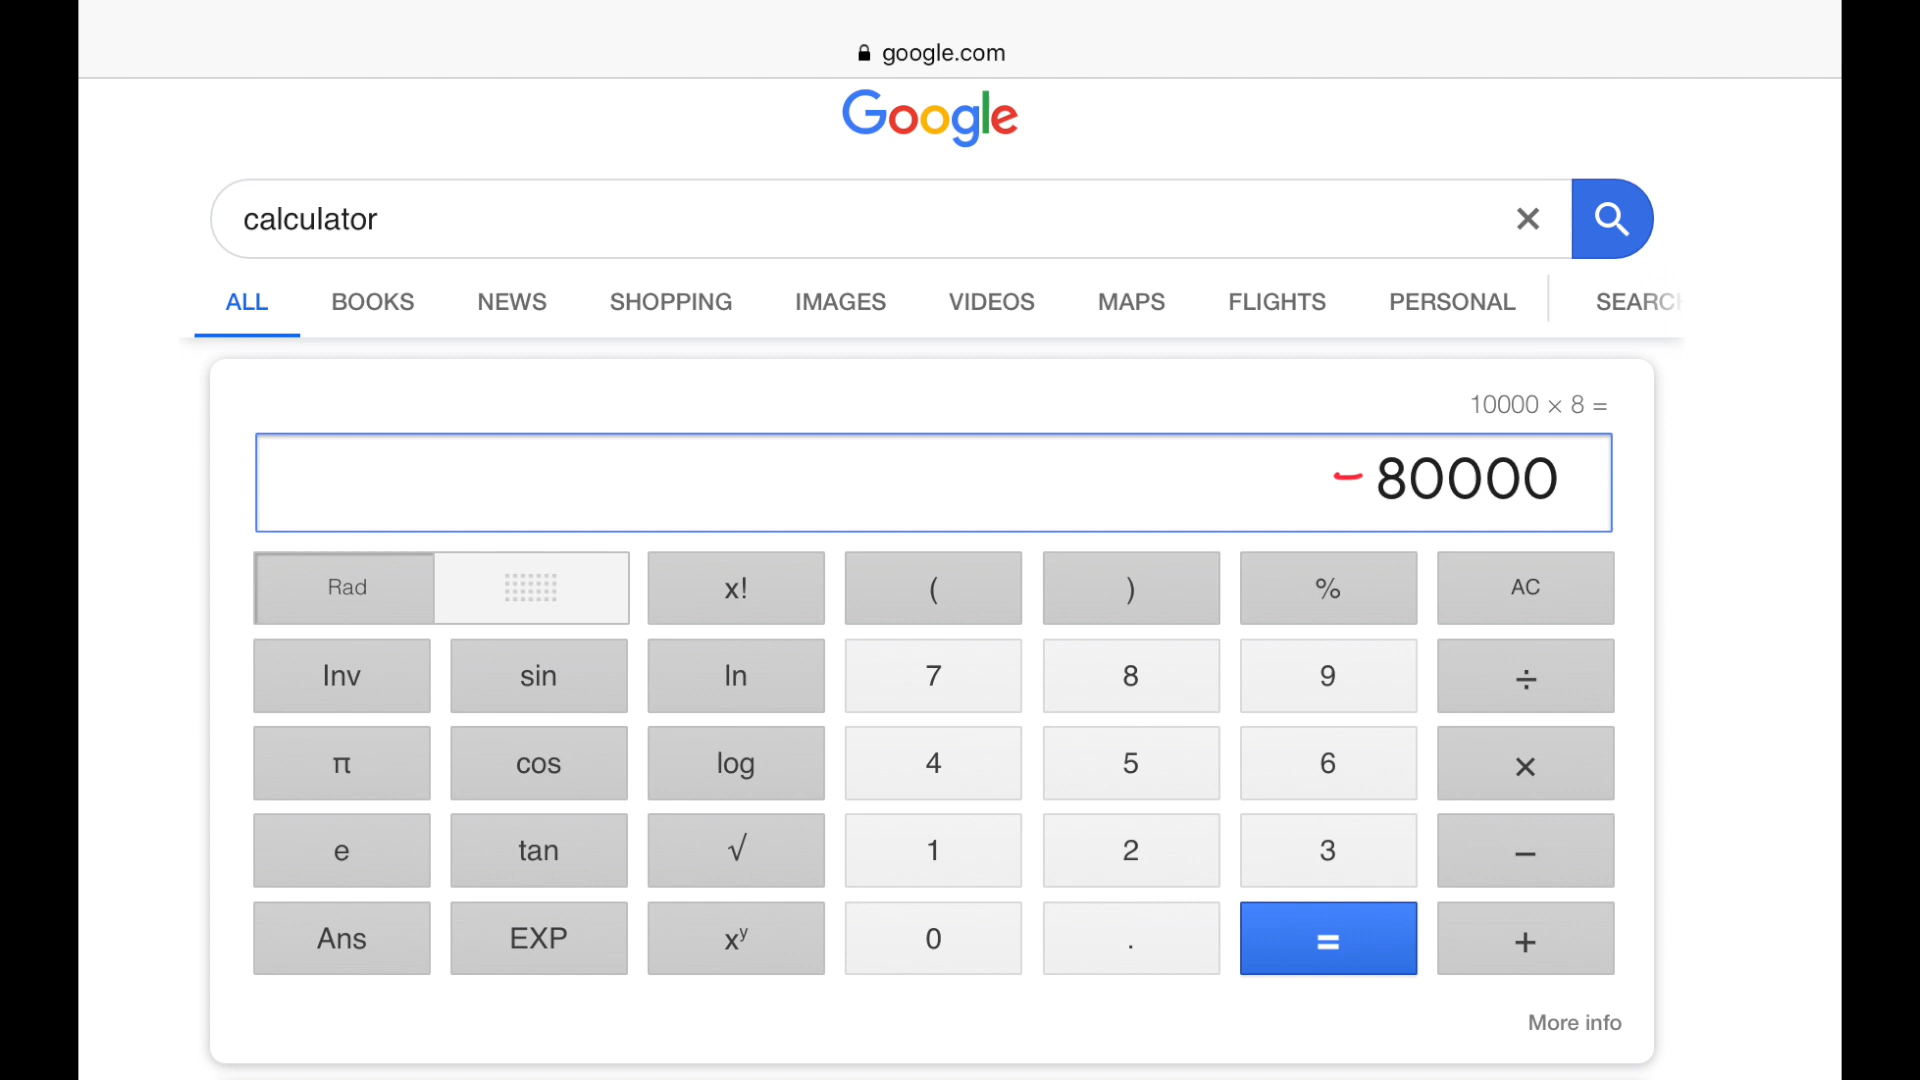 google.com
Google
calculator
ALL BOOKS NEWS SHOPPING IMAGES VIDEOS MAPS FLIGHTS PERSONAL SEARCH
10000 × 8 =
- 80000
Rad x! ( ) % AC
Inv sin ln 7 8 9 ÷
π cos log 4 5 6 ×
e tan √ 1 2 3 −
Ans EXP xʸ 0 . = +
More info